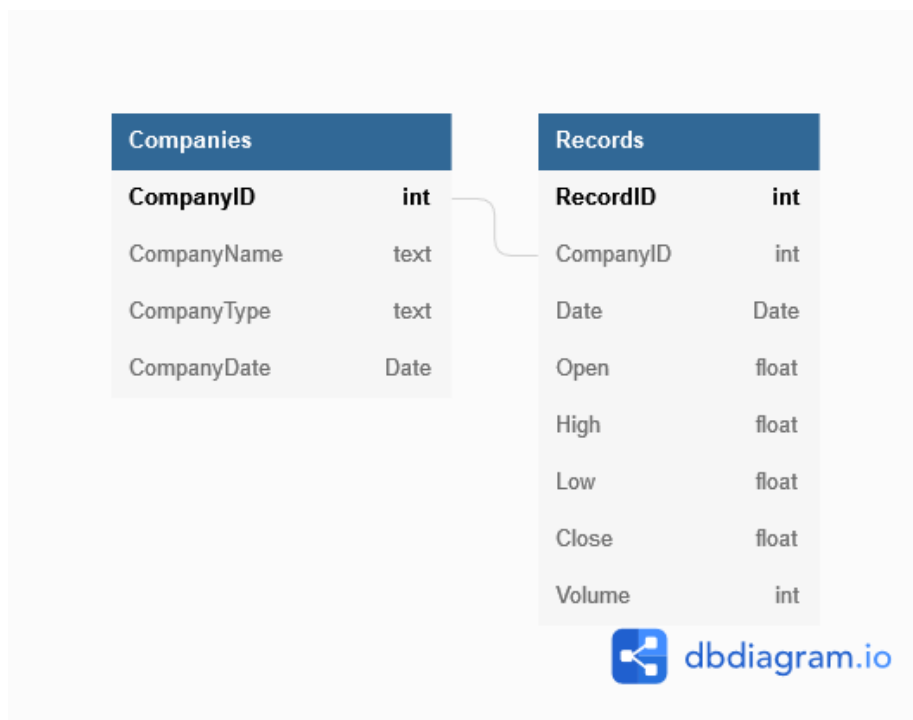 Companies
CompanyID int
CompanyName text
CompanyType text
CompanyDate Date
Records
RecordID int
CompanyID int
Date Date
Open float
High float
Low float
Close float
Volume int
dbdiagram.io